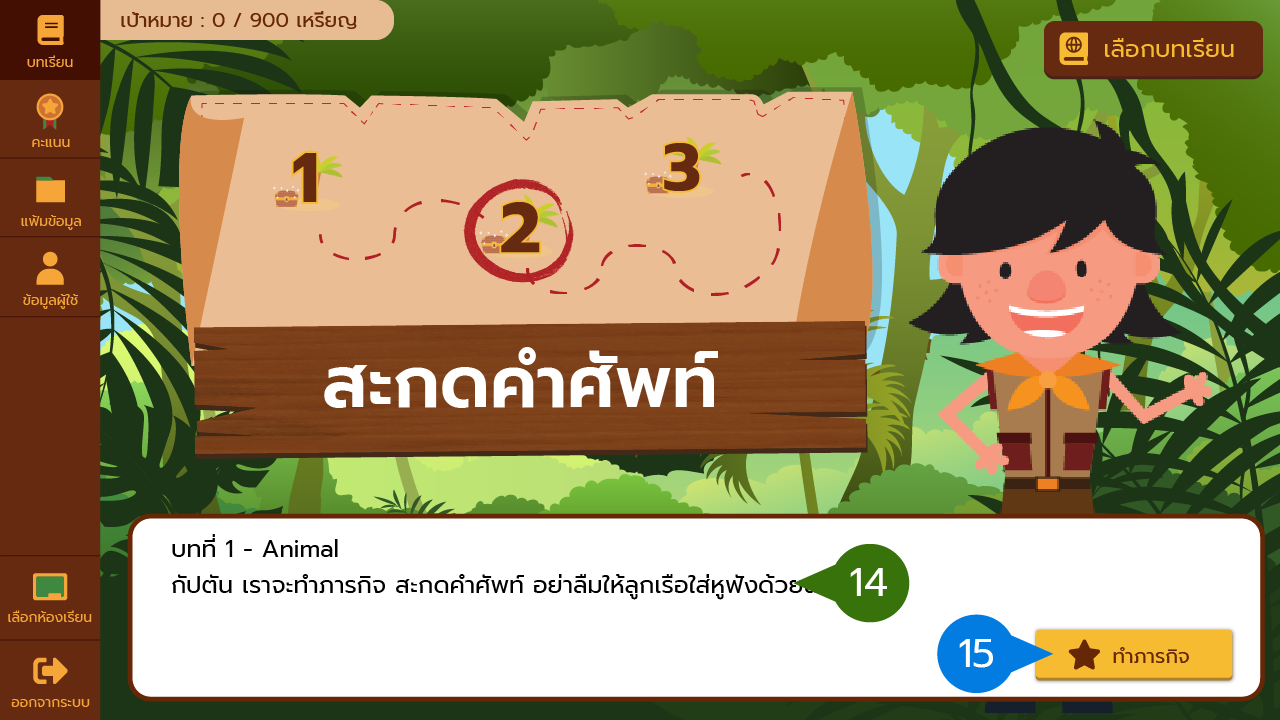 เป้าหมาย : 0 / 900 เหรียญ
เลือกบทเรียน
บทเรียน
คะแนน
แฟ้มข้อมูล
ข้อมูลผู้ใช้
เลือกห้องเรียน
ออกจากระบบ
1
2
3
สะกดคำศัพท์
บทที่ 1 - Animal
กัปตัน เราจะทำภารกิจ สะกดคำศัพท์ อย่าลืมให้ลูกเรือใส่หูฟังด้วย
14
15
ทำภารกิจ